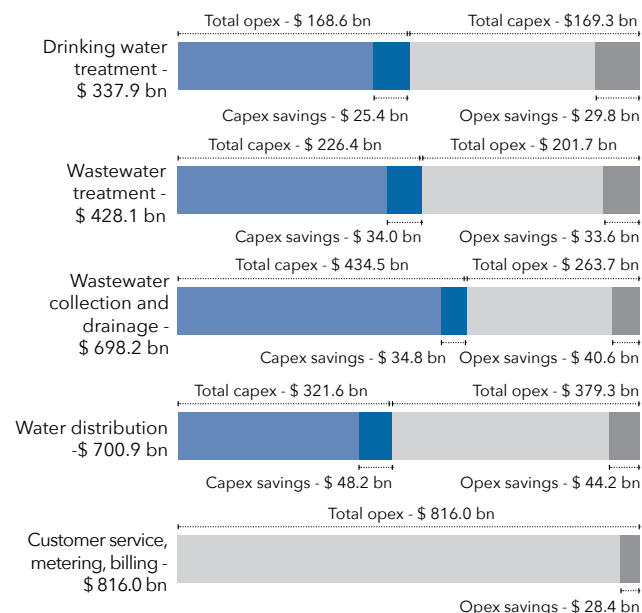 Total opex - $ 168.6 bn Total capex - $169.3 bn
Drinking water
treatment -
$ 337.9 bn
Capex savings - $ 25.4 bn Opex savings - $ 29.8 bn
Total capex - $ 226.4 bn Total opex - $ 201.7 bn
Wastewater
treatment -
$ 428.1 bn
Capex savings - $ 34.0 bn Opex savings - $ 33.6 bn
Total capex - $ 434.5 bn Total opex - $ 263.7 bn
Wastewater
collection and
drainage -
$ 698.2 bn
Capex savings - $ 34.8 bn Opex savings - $ 40.6 bn
Total capex - $ 321.6 bn Total opex - $ 379.3 bn
Water distribution
-$ 700.9 bn
Capex savings - $ 48.2 bn Opex savings - $ 44.2 bn
Total opex - $ 816.0 bn
Customer service,
metering, billing -
$ 816.0 bn
Opex savings - $ 28.4 bn